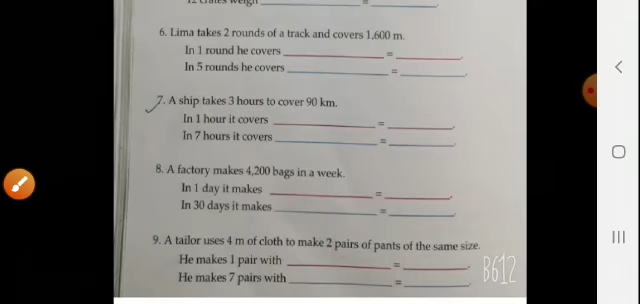 12 crates weigh = .
6. Lima takes 2 rounds of a track and covers 1,600 m.
In 1 round he covers = .
In 5 rounds he covers = .
7. A ship takes 3 hours to cover 90 km.
In 1 hour it covers = .
In 7 hours it covers = .
8. A factory makes 4,200 bags in a week.
In 1 day it makes = .
In 30 days it makes = .
9. A tailor uses 4 m of cloth to make 2 pairs of pants of the same size.
He makes 1 pair with = .
He makes 7 pairs with = .
B612